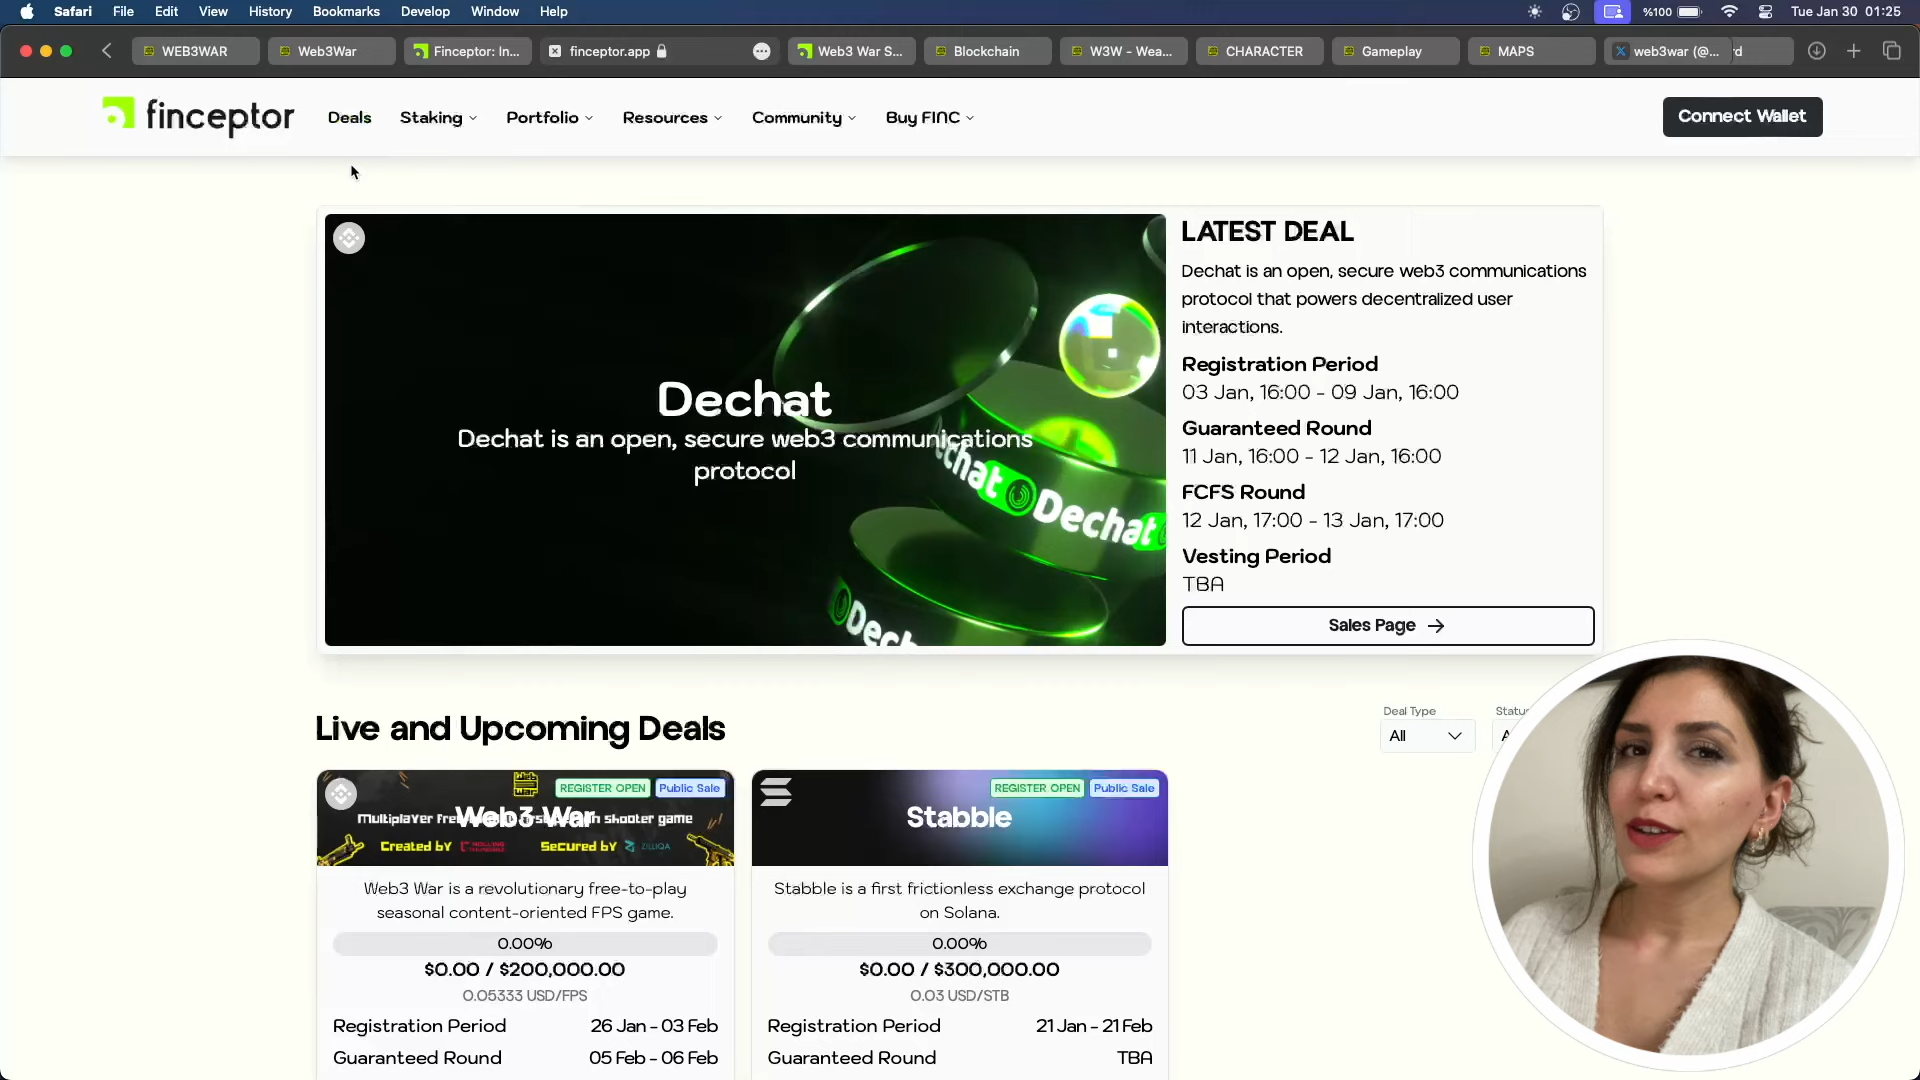 Safari File Edit View History Bookmarks Develop Window Help %100 Tue Jan 30 01:25
WEB3WAR Web3War Finceptor: In... finceptor.app Web3 War S... Blockchain W3W - Wea... CHARACTER Gameplay MAPS web3war (@...
finceptor Deals Staking Portfolio Resources Community Buy FINC Connect Wallet
LATEST DEAL
Dechat is an open, secure web3 communications
protocol that powers decentralized user
interactions.
Registration Period
03 Jan, 16:00 - 09 Jan, 16:00
Guaranteed Round
11 Jan, 16:00 - 12 Jan, 16:00
FCFS Round
12 Jan, 17:00 - 13 Jan, 17:00
Vesting Period
TBA
Sales Page →
Dechat
Dechat is an open, secure web3 communications
protocol
Dechat
Live and Upcoming Deals
Deal Type
All
REGISTER OPEN Public Sale
Web3 War
Created by ROLLING THUNDERZ Secured by ZILLIQA
Web3 War is a revolutionary free-to-play
seasonal content-oriented FPS game.
0.00%
$0.00 / $200,000.00
0.05333 USD/FPS
Registration Period 26 Jan - 03 Feb
Guaranteed Round 05 Feb - 06 Feb
REGISTER OPEN Public Sale
Stabble
Stabble is a first frictionless exchange protocol
on Solana.
0.00%
$0.00 / $300,000.00
0.03 USD/STB
Registration Period 21 Jan - 21 Feb
Guaranteed Round TBA